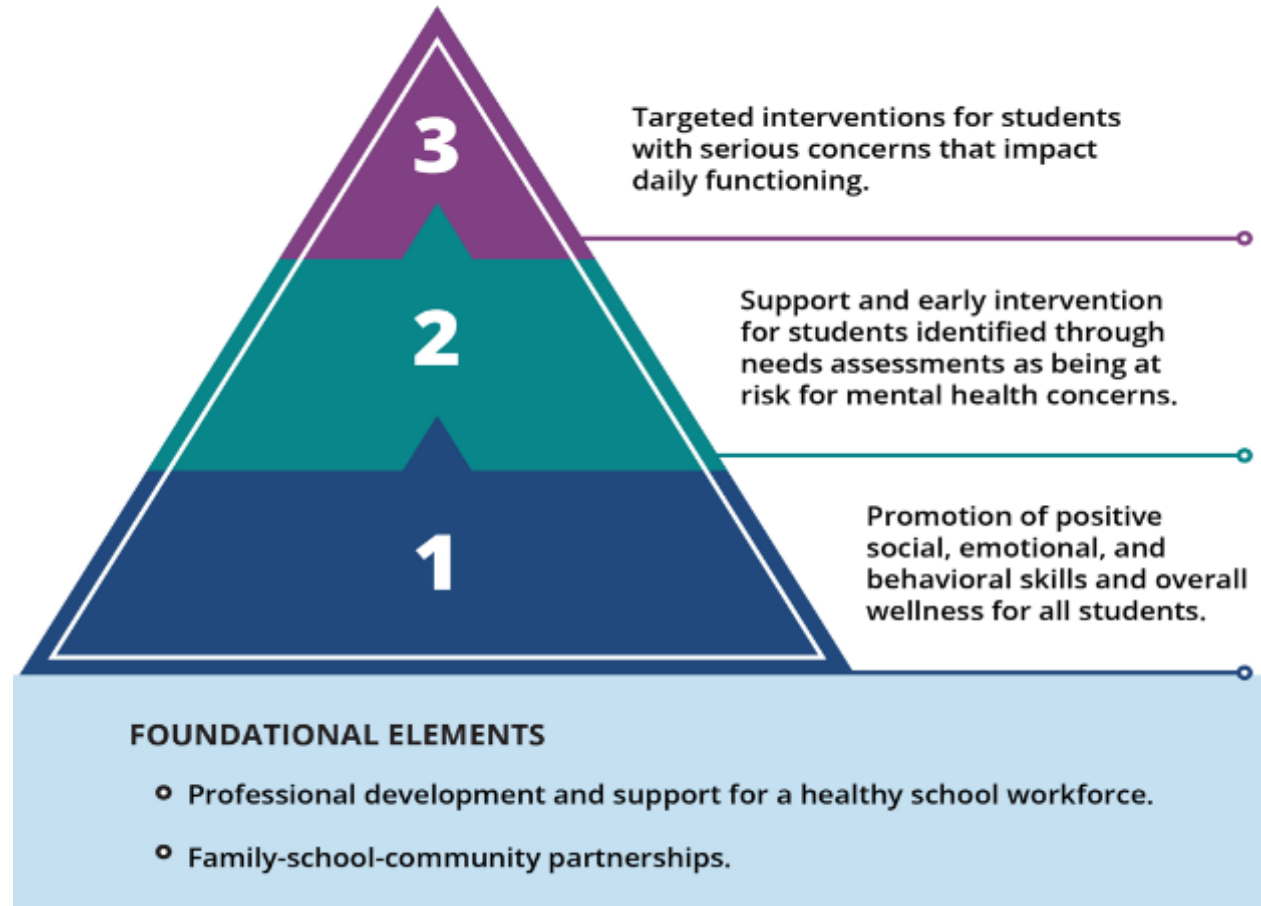 3
Targeted interventions for students
with serious concerns that impact
daily functioning.
2
Support and early intervention
for students identified through
needs assessments as being at
risk for mental health concerns.
1
Promotion of positive
social, emotional, and
behavioral skills and overall
wellness for all students.
FOUNDATIONAL ELEMENTS
Professional development and support for a healthy school workforce.
Family-school-community partnerships.